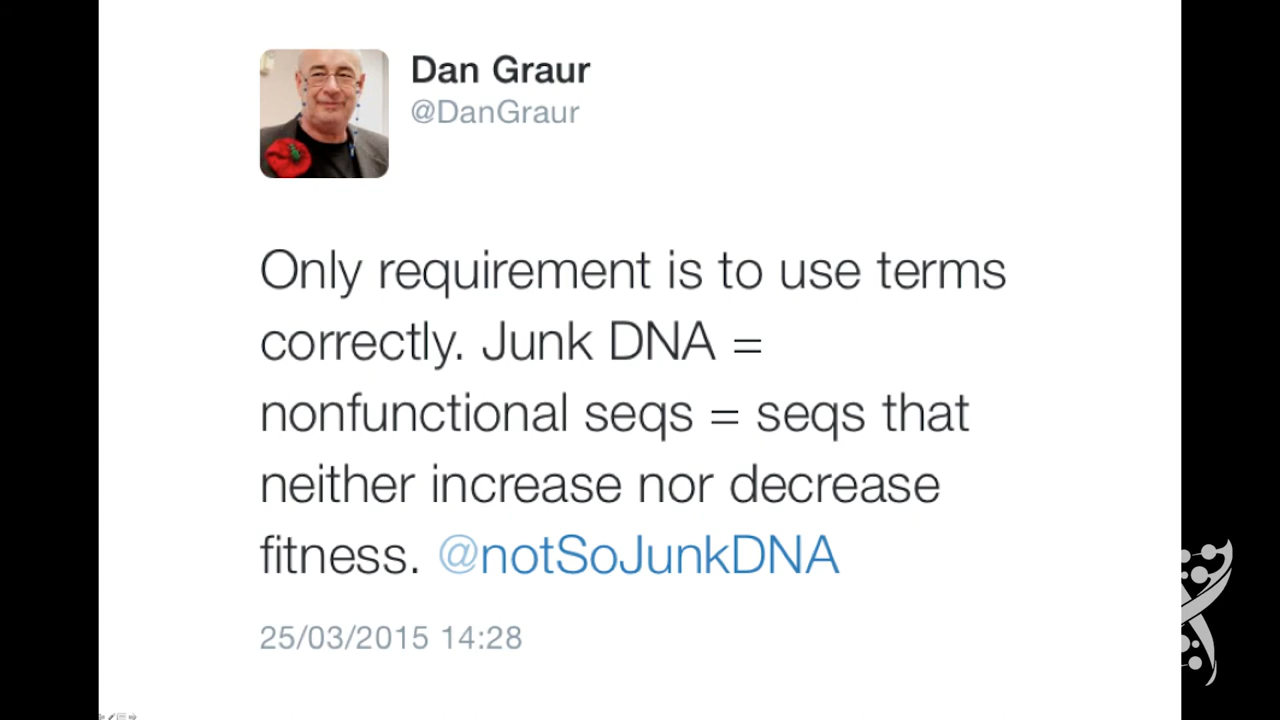 Dan Graur
@DanGraur
Only requirement is to use terms
correctly. Junk DNA =
nonfunctional seqs = seqs that
neither increase nor decrease
fitness. @notSoJunkDNA
25/03/2015 14:28